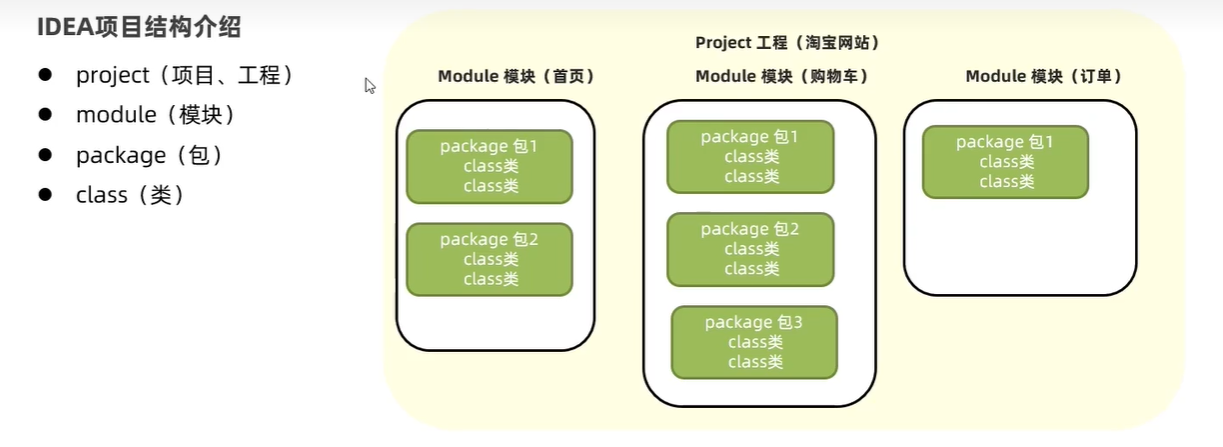 IDEA项目结构介绍
project（项目、工程）
module（模块）
package（包）
class（类）
Project 工程（淘宝网站）
Module 模块（首页）
package 包1
class类
class类
package 包2
class类
class类
Module 模块（购物车）
package 包1
class类
class类
package 包2
class类
class类
package 包3
class类
class类
Module 模块（订单）
package 包1
class类
class类